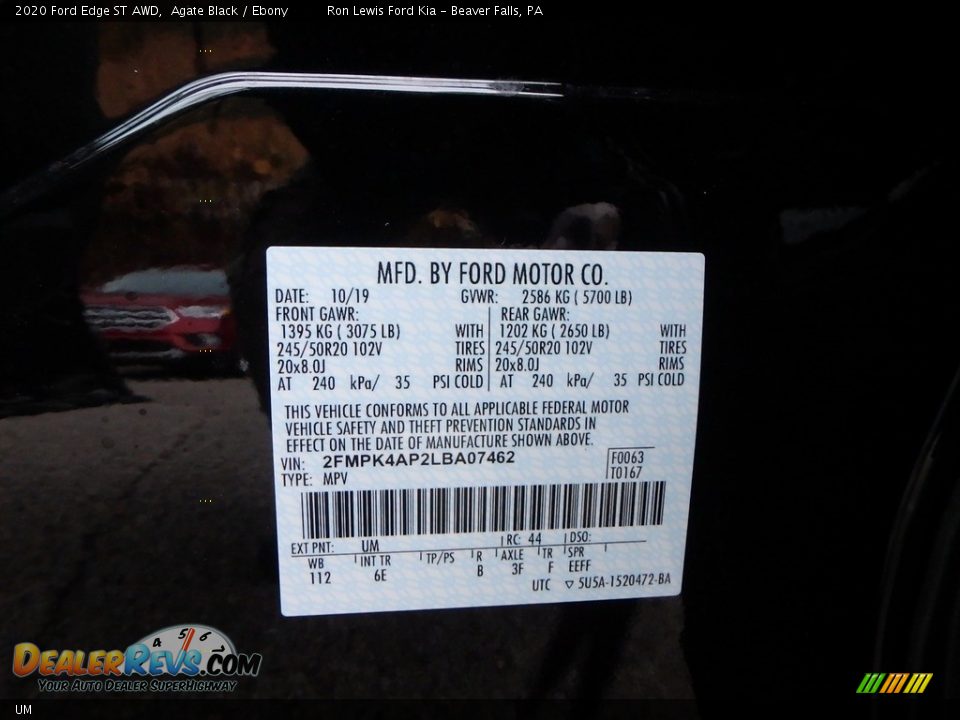 2020 Ford Edge ST AWD, Agate Black / Ebony Ron Lewis Ford Kia - Beaver Falls, PA
MFD. BY FORD MOTOR CO.
DATE: 10/19 GVWR: 2586 KG ( 5700 LB)
FRONT GAWR: REAR GAWR:
1395 KG ( 3075 LB) WITH 1202 KG ( 2650 LB) WITH
245/50R20 102V TIRES 245/50R20 102V TIRES
20x8.0J RIMS 20x8.0J RIMS
AT 240 kPa/ 35 PSI COLD AT 240 kPa/ 35 PSI COLD
THIS VEHICLE CONFORMS TO ALL APPLICABLE FEDERAL MOTOR
VEHICLE SAFETY AND THEFT PREVENTION STANDARDS IN
EFFECT ON THE DATE OF MANUFACTURE SHOWN ABOVE.
VIN: 2FMPK4AP2LBA07462 F0063
TYPE: MPV T0167
EXT PNT: UM RC: 44 DSO:
WB INT TR TP/PS R AXLE TR SPR
112 6E B 3F F EEFF
UTC ▽ 5U5A-1520472-BA
4 5 6
DEALERREVS.COM
YOUR AUTO DEALER SUPERHIGHWAY
UM